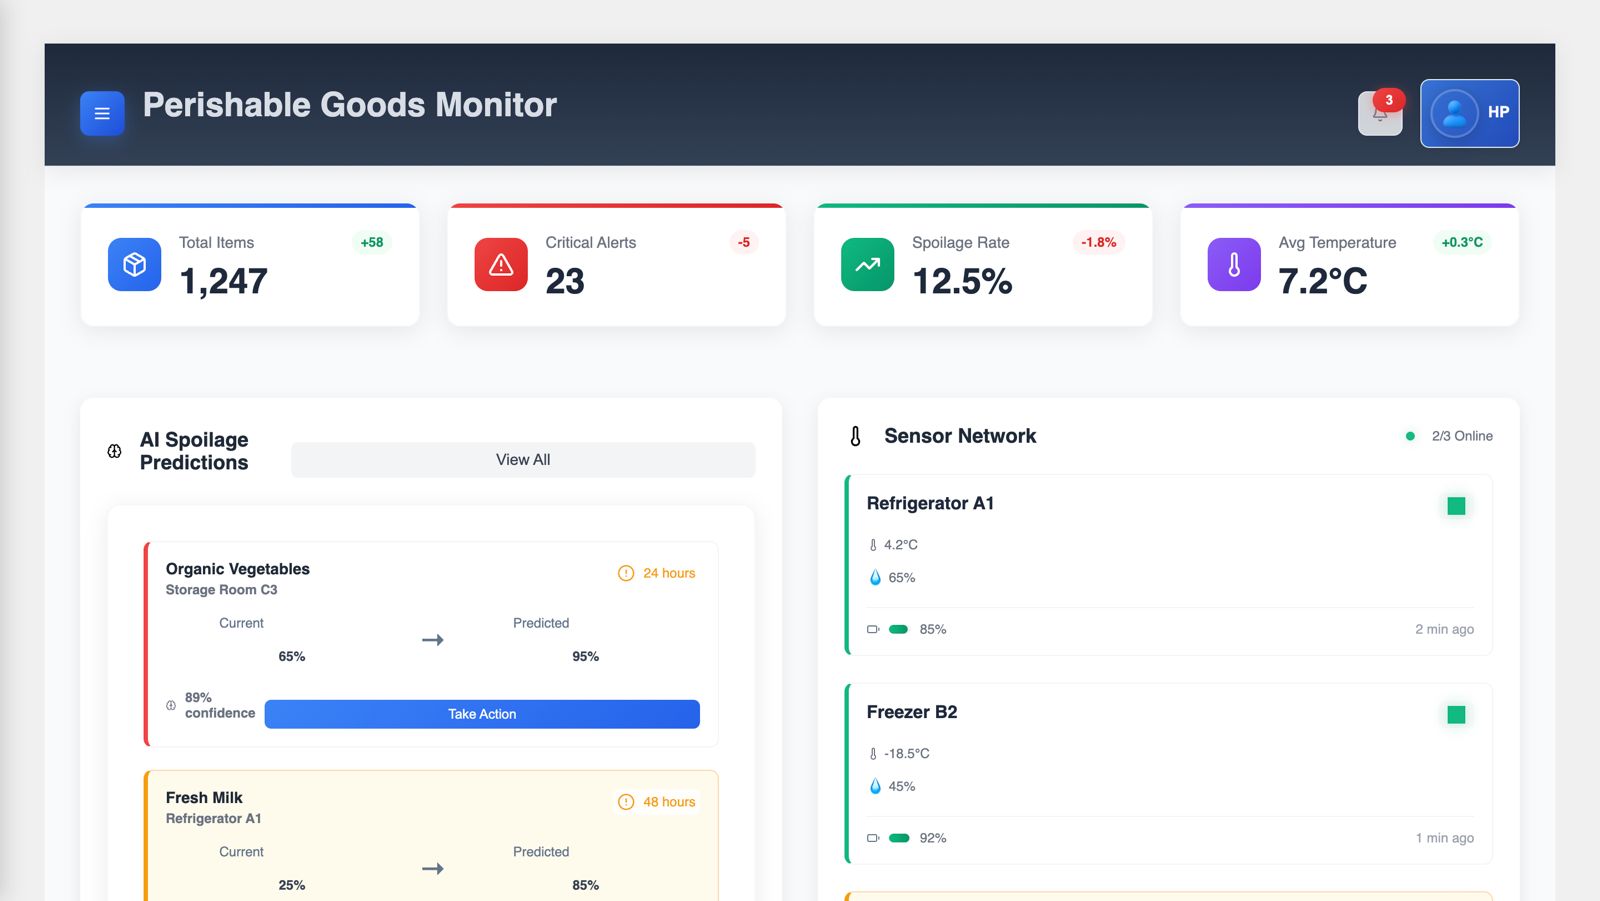 Perishable Goods Monitor
3
HP
Total Items
+58
1,247
Critical Alerts
-5
23
Spoilage Rate
-1.8%
12.5%
Avg Temperature
+0.3°C
7.2°C
AI Spoilage
Predictions
View All
Organic Vegetables
Storage Room C3
24 hours
Current
65%
Predicted
95%
89%
confidence
Take Action
Fresh Milk
Refrigerator A1
48 hours
Current
25%
Predicted
85%
Sensor Network
2/3 Online
Refrigerator A1
4.2°C
65%
85%
2 min ago
Freezer B2
-18.5°C
45%
92%
1 min ago